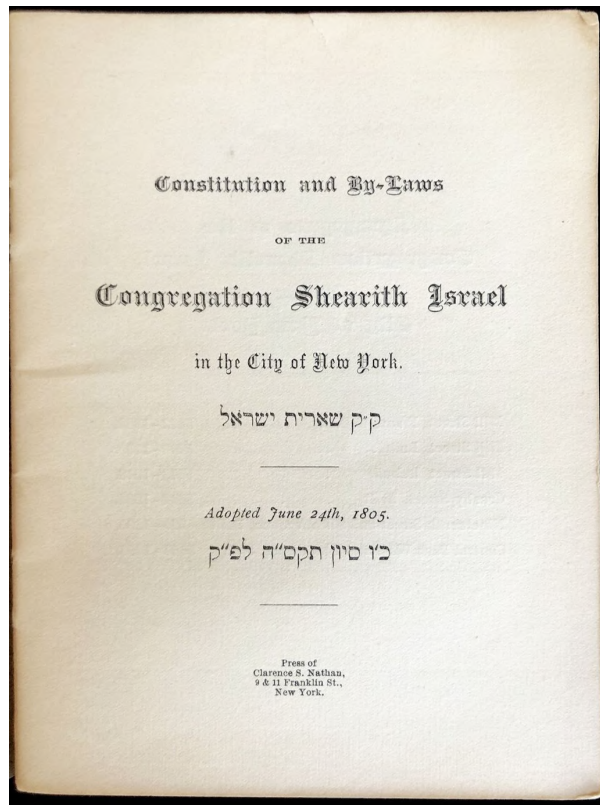 Constitution and By-Laws
OF THE
Congregation Shearith Israel
in the City of New York.
ק״ק שארית ישראל
Adopted June 24th, 1805.
כ״ו סיון תקס״ה לפ״ק
Press of
Clarence S. Nathan,
9 & 11 Franklin St.,
New York.